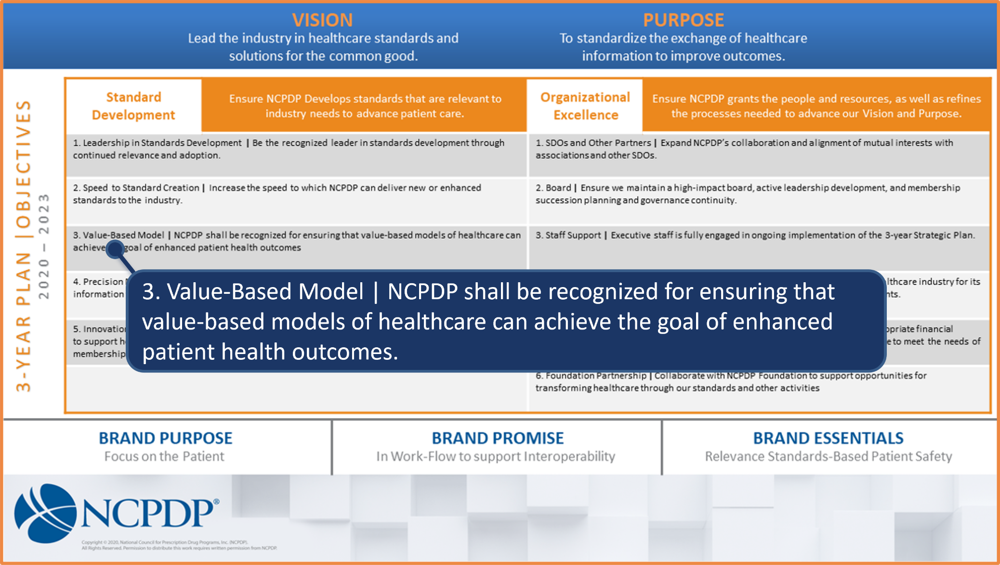 VISION
Lead the industry in healthcare standards and
solutions for the common good.
PURPOSE
To standardize the exchange of healthcare
information to improve outcomes.
3-YEAR PLAN | OBJECTIVES
2020 – 2023
Standard
Development
Ensure NCPDP Develops standards that are relevant to
industry needs to advance patient care.
1. Leadership in Standards Development | Be the recognized leader in standards development through
continued relevance and adoption.
2. Speed to Standard Creation | Increase the speed to which NCPDP can deliver new or enhanced
standards to the industry.
3. Value-Based Model | NCPDP shall be recognized for ensuring that value-based models of healthcare can
achieve goal of enhanced patient health outcomes
4. Precision
information
5. Innovation
to support
membership
Organizational
Excellence
Ensure NCPDP grants the people and resources, as well as refines
the processes needed to advance our Vision and Purpose.
1. SDOs and Other Partners | Expand NCPDP's collaboration and alignment of mutual interests with
associations and other SDOs.
2. Board | Ensure we maintain a high-impact board, active leadership development, and membership
succession planning and governance continuity.
3. Staff Support | Executive staff is fully engaged in ongoing implementation of the 3-year Strategic Plan.
industry for its
financial
to meet the needs of
6. Foundation Partnership | Collaborate with NCPDP Foundation to support opportunities for
transforming healthcare through our standards and other activities
3. Value-Based Model | NCPDP shall be recognized for ensuring that
value-based models of healthcare can achieve the goal of enhanced
patient health outcomes.
BRAND PURPOSE
Focus on the Patient
BRAND PROMISE
In Work-Flow to support Interoperability
BRAND ESSENTIALS
Relevance Standards-Based Patient Safety
NCPDP®
Copyright © 2020, National Council for Prescription Drug Programs, Inc. (NCPDP).
All Rights Reserved. Permission to distribute this work requires written permission from NCPDP.